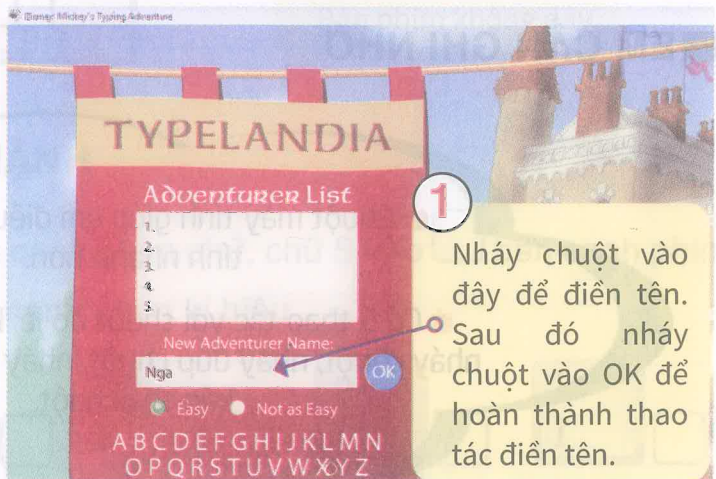 Disney Mickey's Typing Adventure
TYPELANDIA
Adventurer List
1.
2.
3.
4.
5.
New Adventurer Name:
Nga
OK
Easy Not as Easy
A B C D E F G H I J K L M N
O P Q R S T U V W X Y Z
1
Nháy chuột vào
đây để điền tên.
Sau đó nháy
chuột vào OK để
hoàn thành thao
tác điền tên.